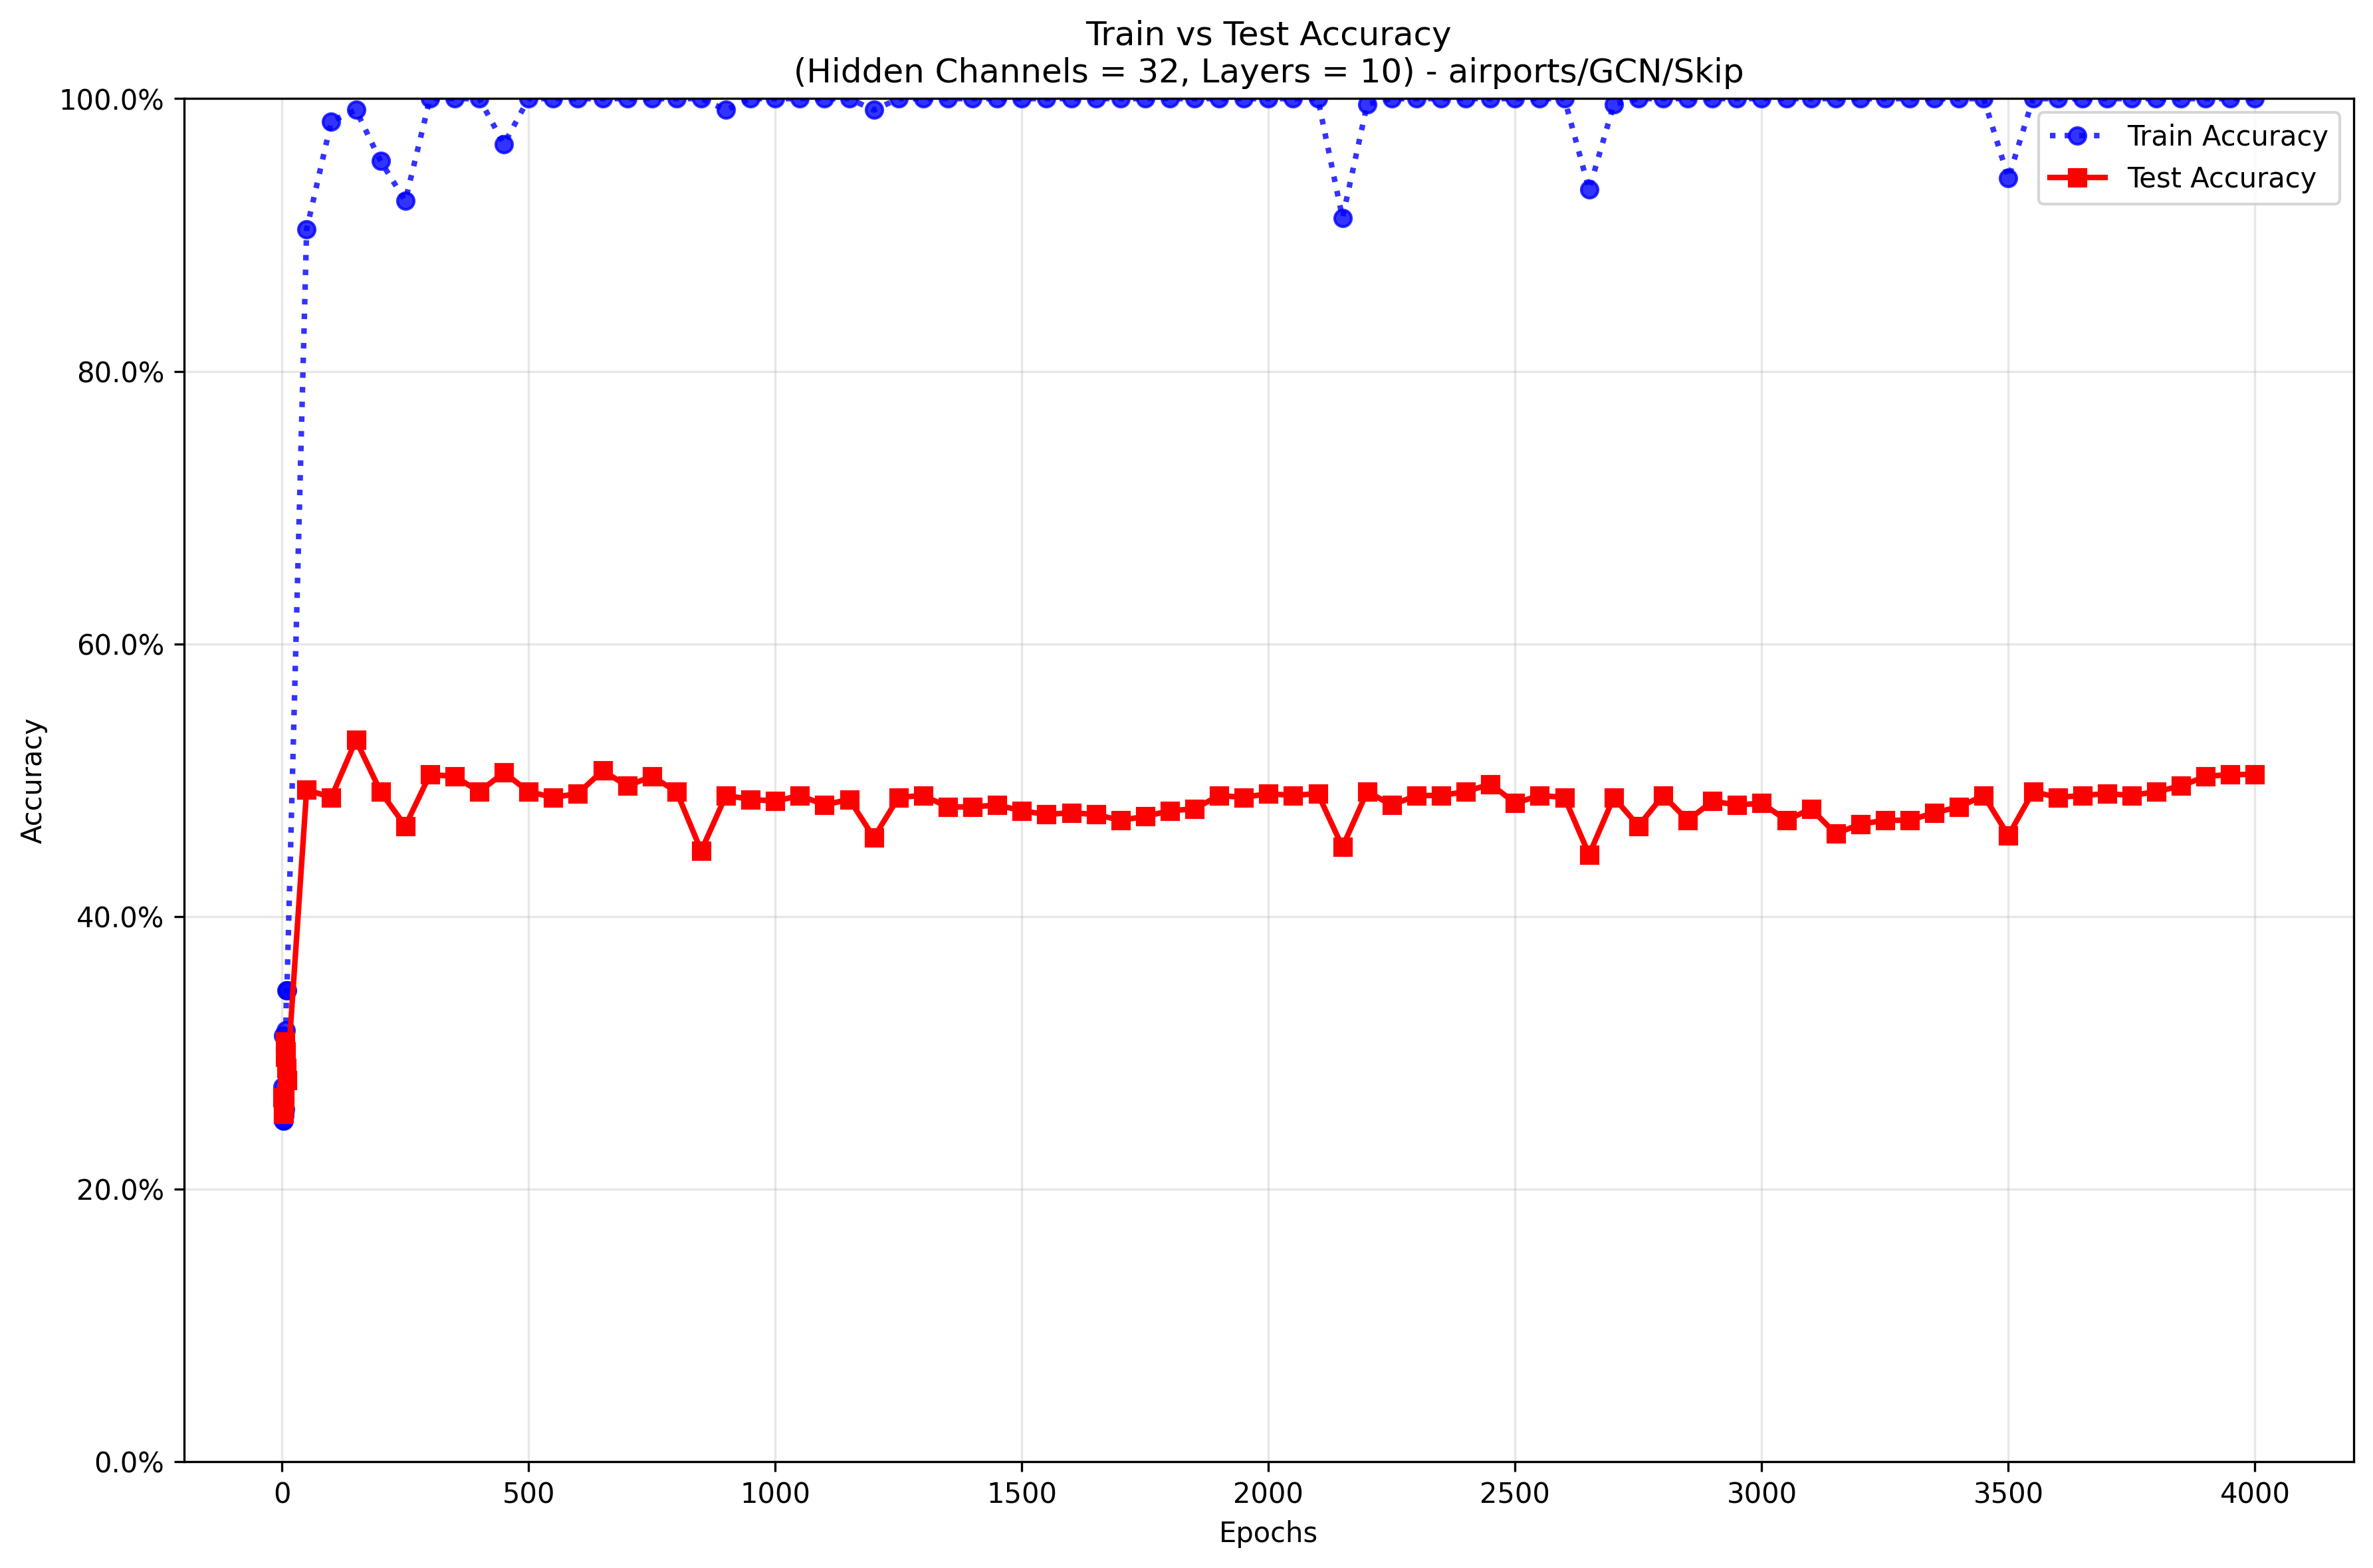 Train vs Test Accuracy
(Hidden Channels = 32, Layers = 10) - airports/GCN/Skip
100.0%
80.0%
60.0%
40.0%
20.0%
0.0%
Accuracy
Train Accuracy
Test Accuracy
0 500 1000 1500 2000 2500 3000 3500 4000
Epochs